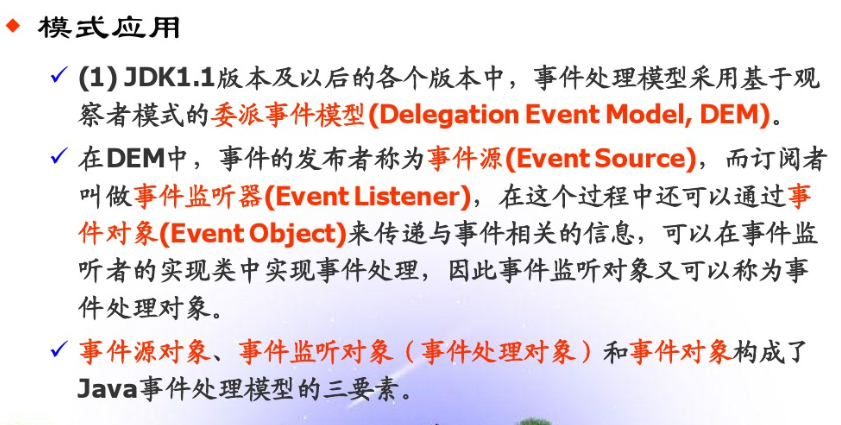 模式应用
(1) JDK1.1版本及以后的各个版本中，事件处理模型采用基于观
察者模式的委派事件模型(Delegation Event Model, DEM)。
在DEM中，事件的发布者称为事件源(Event Source)，而订阅者
叫做事件监听器(Event Listener)，在这个过程中还可以通过事
件对象(Event Object)来传递与事件相关的信息，可以在事件监
听者的实现类中实现事件处理，因此事件监听对象又可以称为事
件处理对象。
事件源对象、事件监听对象（事件处理对象）和事件对象构成了
Java事件处理模型的三要素。